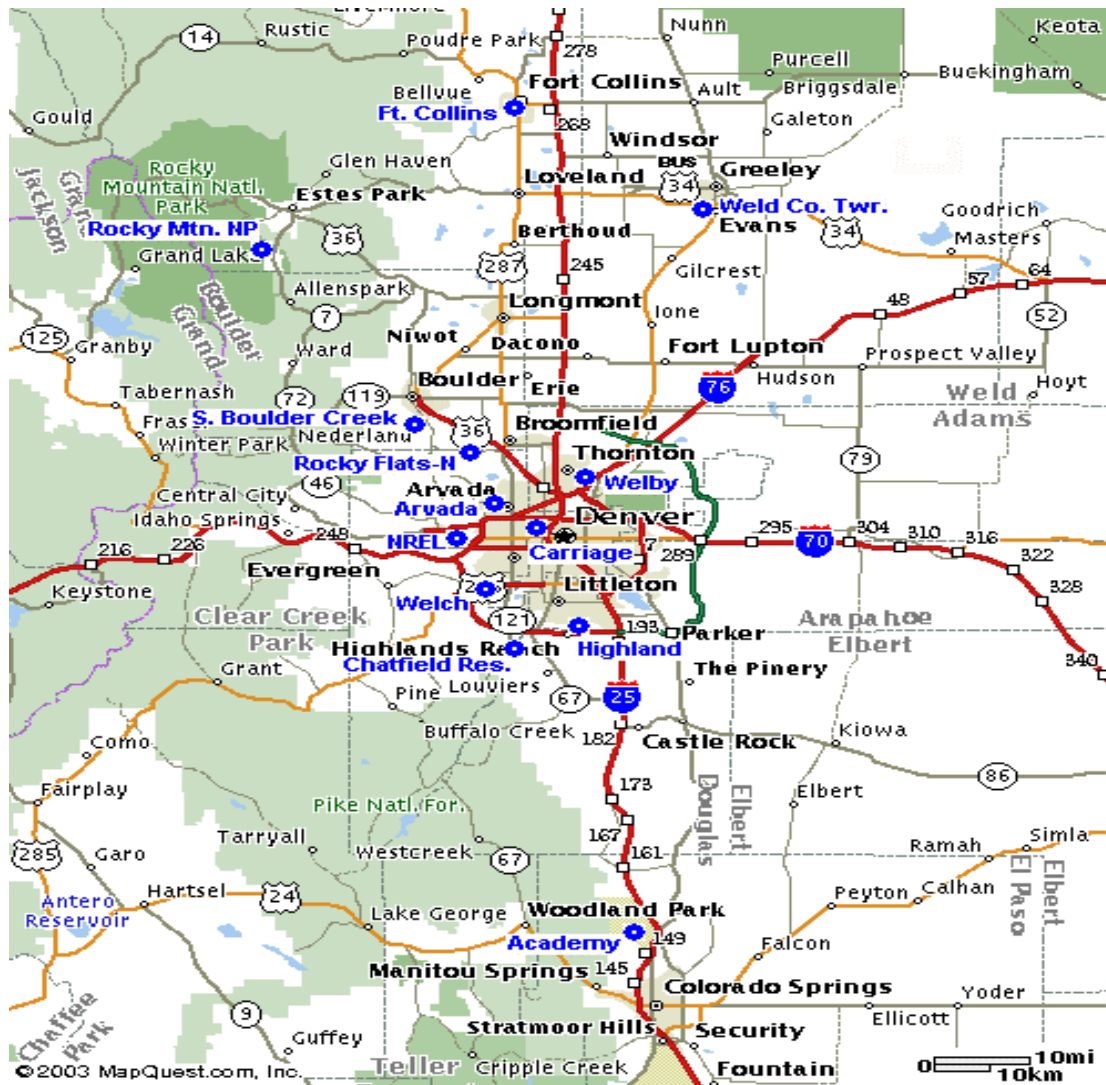 Livermore
Rustic
14
Poudre Park
278
Nunn
Keota
Purcell
Buckingham
Briggsdale
Fort Collins
Bellvue
Ault
Ft. Collins
Galeton
Gould
268
Windsor
Glen Haven
BUS
34
Greeley
Rocky
Mountain Natl.
Park
Loveland
Estes Park
Grand
Jackson
Weld Co. Twr.
Evans
Goodrich
Rocky Mtn. NP
36
Berthoud
34
Masters
Grand Lake
287
245
Gilcrest
64
57
Allenspark
Boulder
Grand
Longmont
48
7
Ione
52
125
Granby
Niwot
Dacono
Fort Lupton
Prospect Valley
Ward
Hudson
Hoyt
Boulder
Erie
76
Tabernash
72
119
Weld
Adams
Fras
S. Boulder Creek
Nederland
36
Broomfield
Winter Park
Rocky Flats-N
Thornton
79
46
Arvada
Welby
Central City
Arvada
Idaho Springs
Denver
295
304
310
248
NREL
Carriage
7
289
70
316
216
226
322
Evergreen
Littleton
328
Keystone
Welch
Clear Creek
Park
121
193
Parker
Arapahoe
Elbert
Highlands Ranch
Highland
Chatfield Res.
340
Grant
Louviers
The Pinery
Pine
67
25
Buffalo Creek
182
Castle Rock
Kiowa
Como
86
Fairplay
173
Douglas
Elbert
Elbert
Pike Natl. For.
Tarryall
167
Simla
285
Garo
Westcreek
67
161
Ramah
El Paso
Elbert
Hartsel
24
Peyton
Calhan
Antero
Reservoir
Lake George
Woodland Park
Academy
149
Falcon
Manitou Springs
145
Colorado Springs
Yoder
9
Ellicott
Chaffee
Park
Guffey
Stratmoor Hills
Security
Teller
Cripple Creek
Fountain
©2003 MapQuest.com, Inc.
10mi
10km